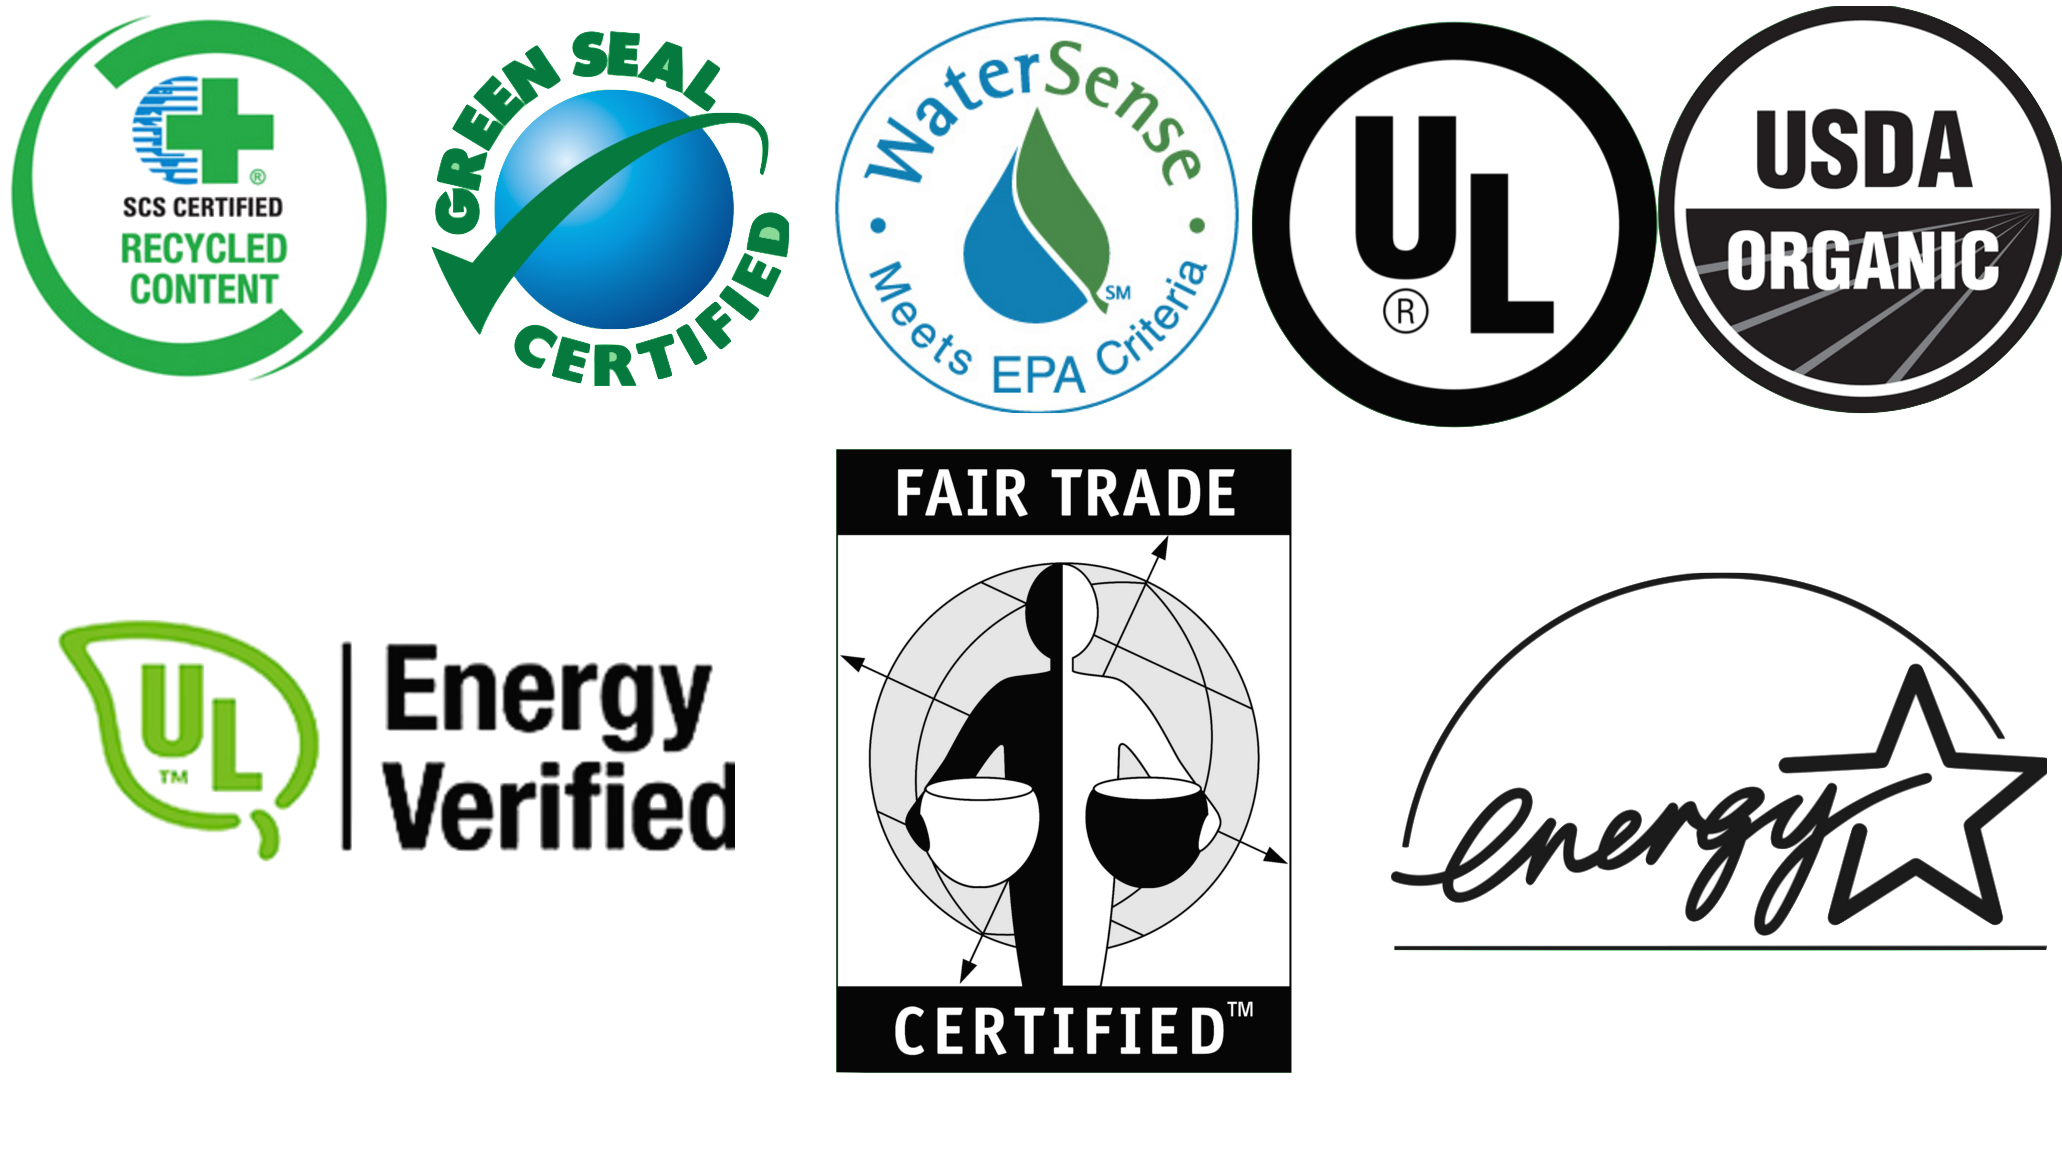 SCS CERTIFIED
RECYCLED
CONTENT
®
GREEN SEAL
CERTIFIED
WaterSense
SM
Meets EPA Criteria
UL
®
USDA
ORGANIC
UL
TM
Energy
Verified
FAIR TRADE
CERTIFIED™
energy